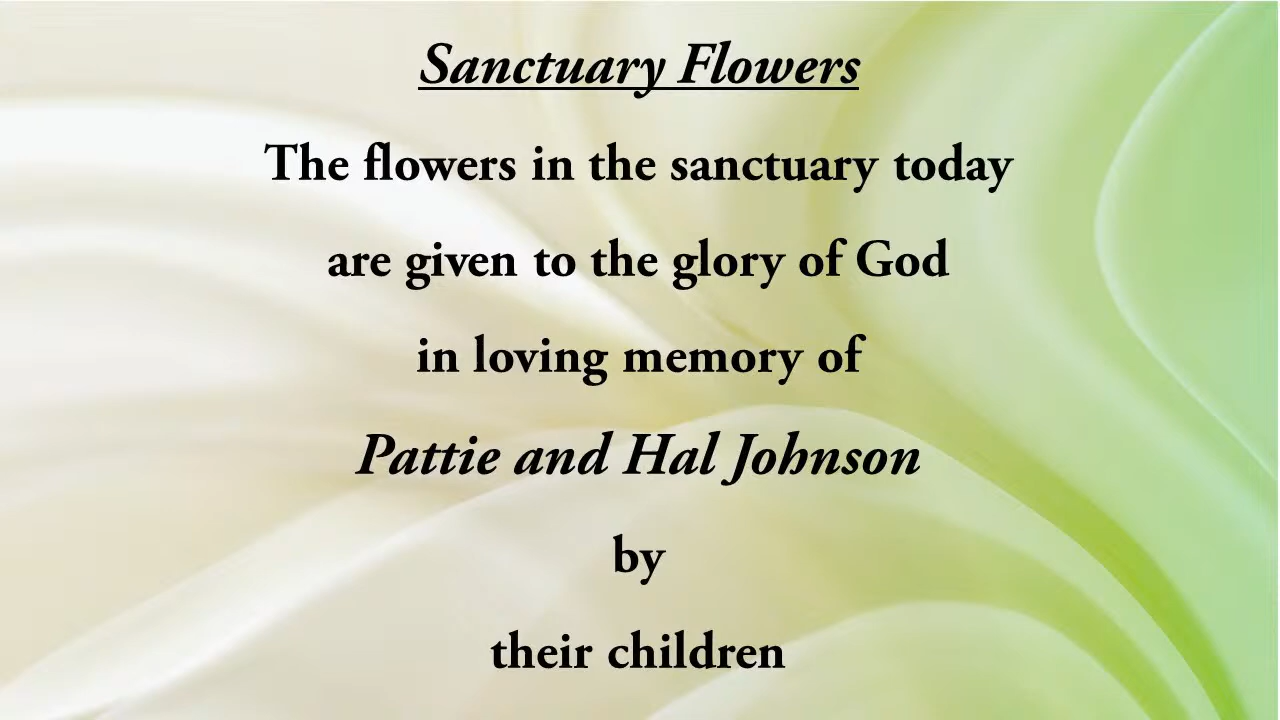 Sanctuary Flowers
The flowers in the sanctuary today
are given to the glory of God
in loving memory of
Pattie and Hal Johnson
by
their children